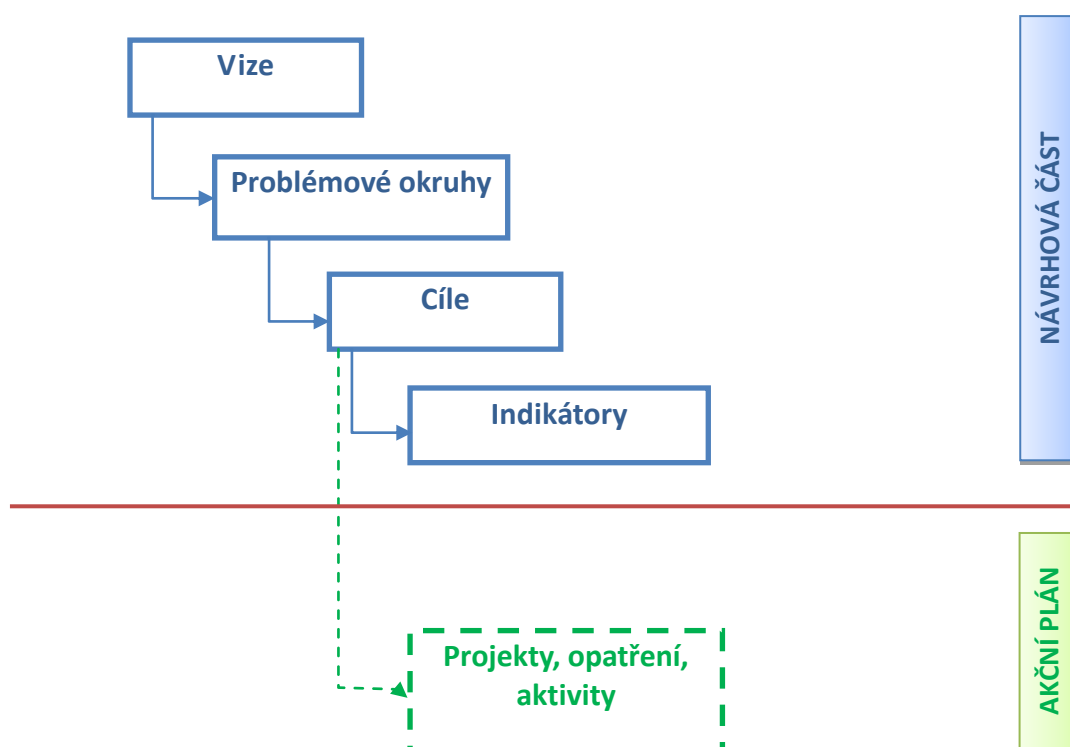 Vize
Problémové okruhy
Cíle
Indikátory
NÁVRHOVÁ ČÁST
Projekty, opatření,
aktivity
AKČNÍ PLÁN